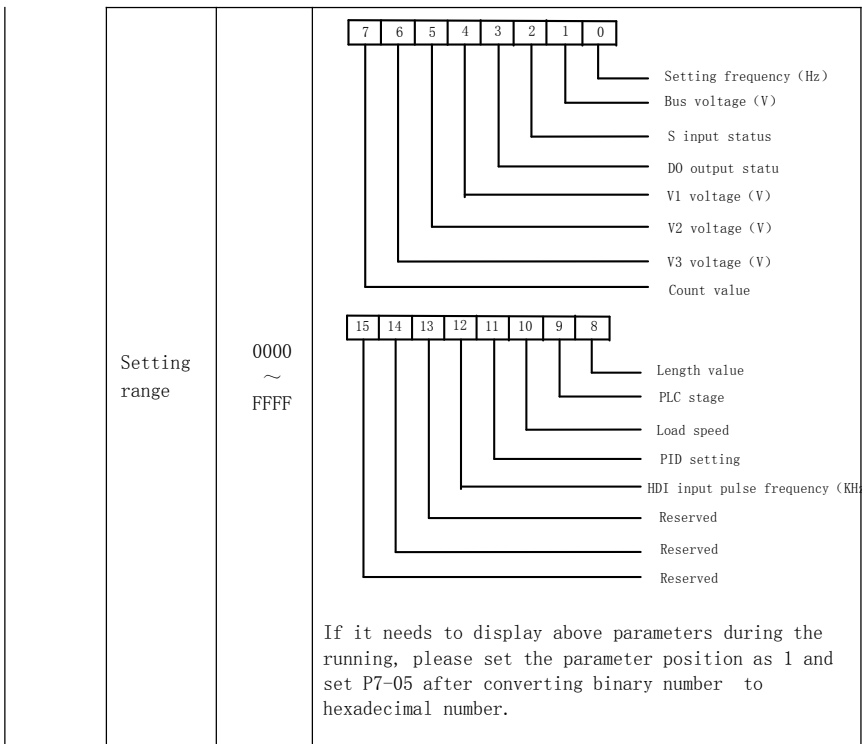 7 6 5 4 3 2 1 0
Setting frequency (Hz)
Bus voltage (V)
S input status
DO output statu
V1 voltage (V)
V2 voltage (V)
V3 voltage (V)
Count value
15 14 13 12 11 10 9 8
Length value
PLC stage
Load speed
PID setting
HDI input pulse frequency (KH
Reserved
Reserved
Reserved
Setting
range
0000
～
FFFF
If it needs to display above parameters during the
running, please set the parameter position as 1 and
set P7-05 after converting binary number to
hexadecimal number.